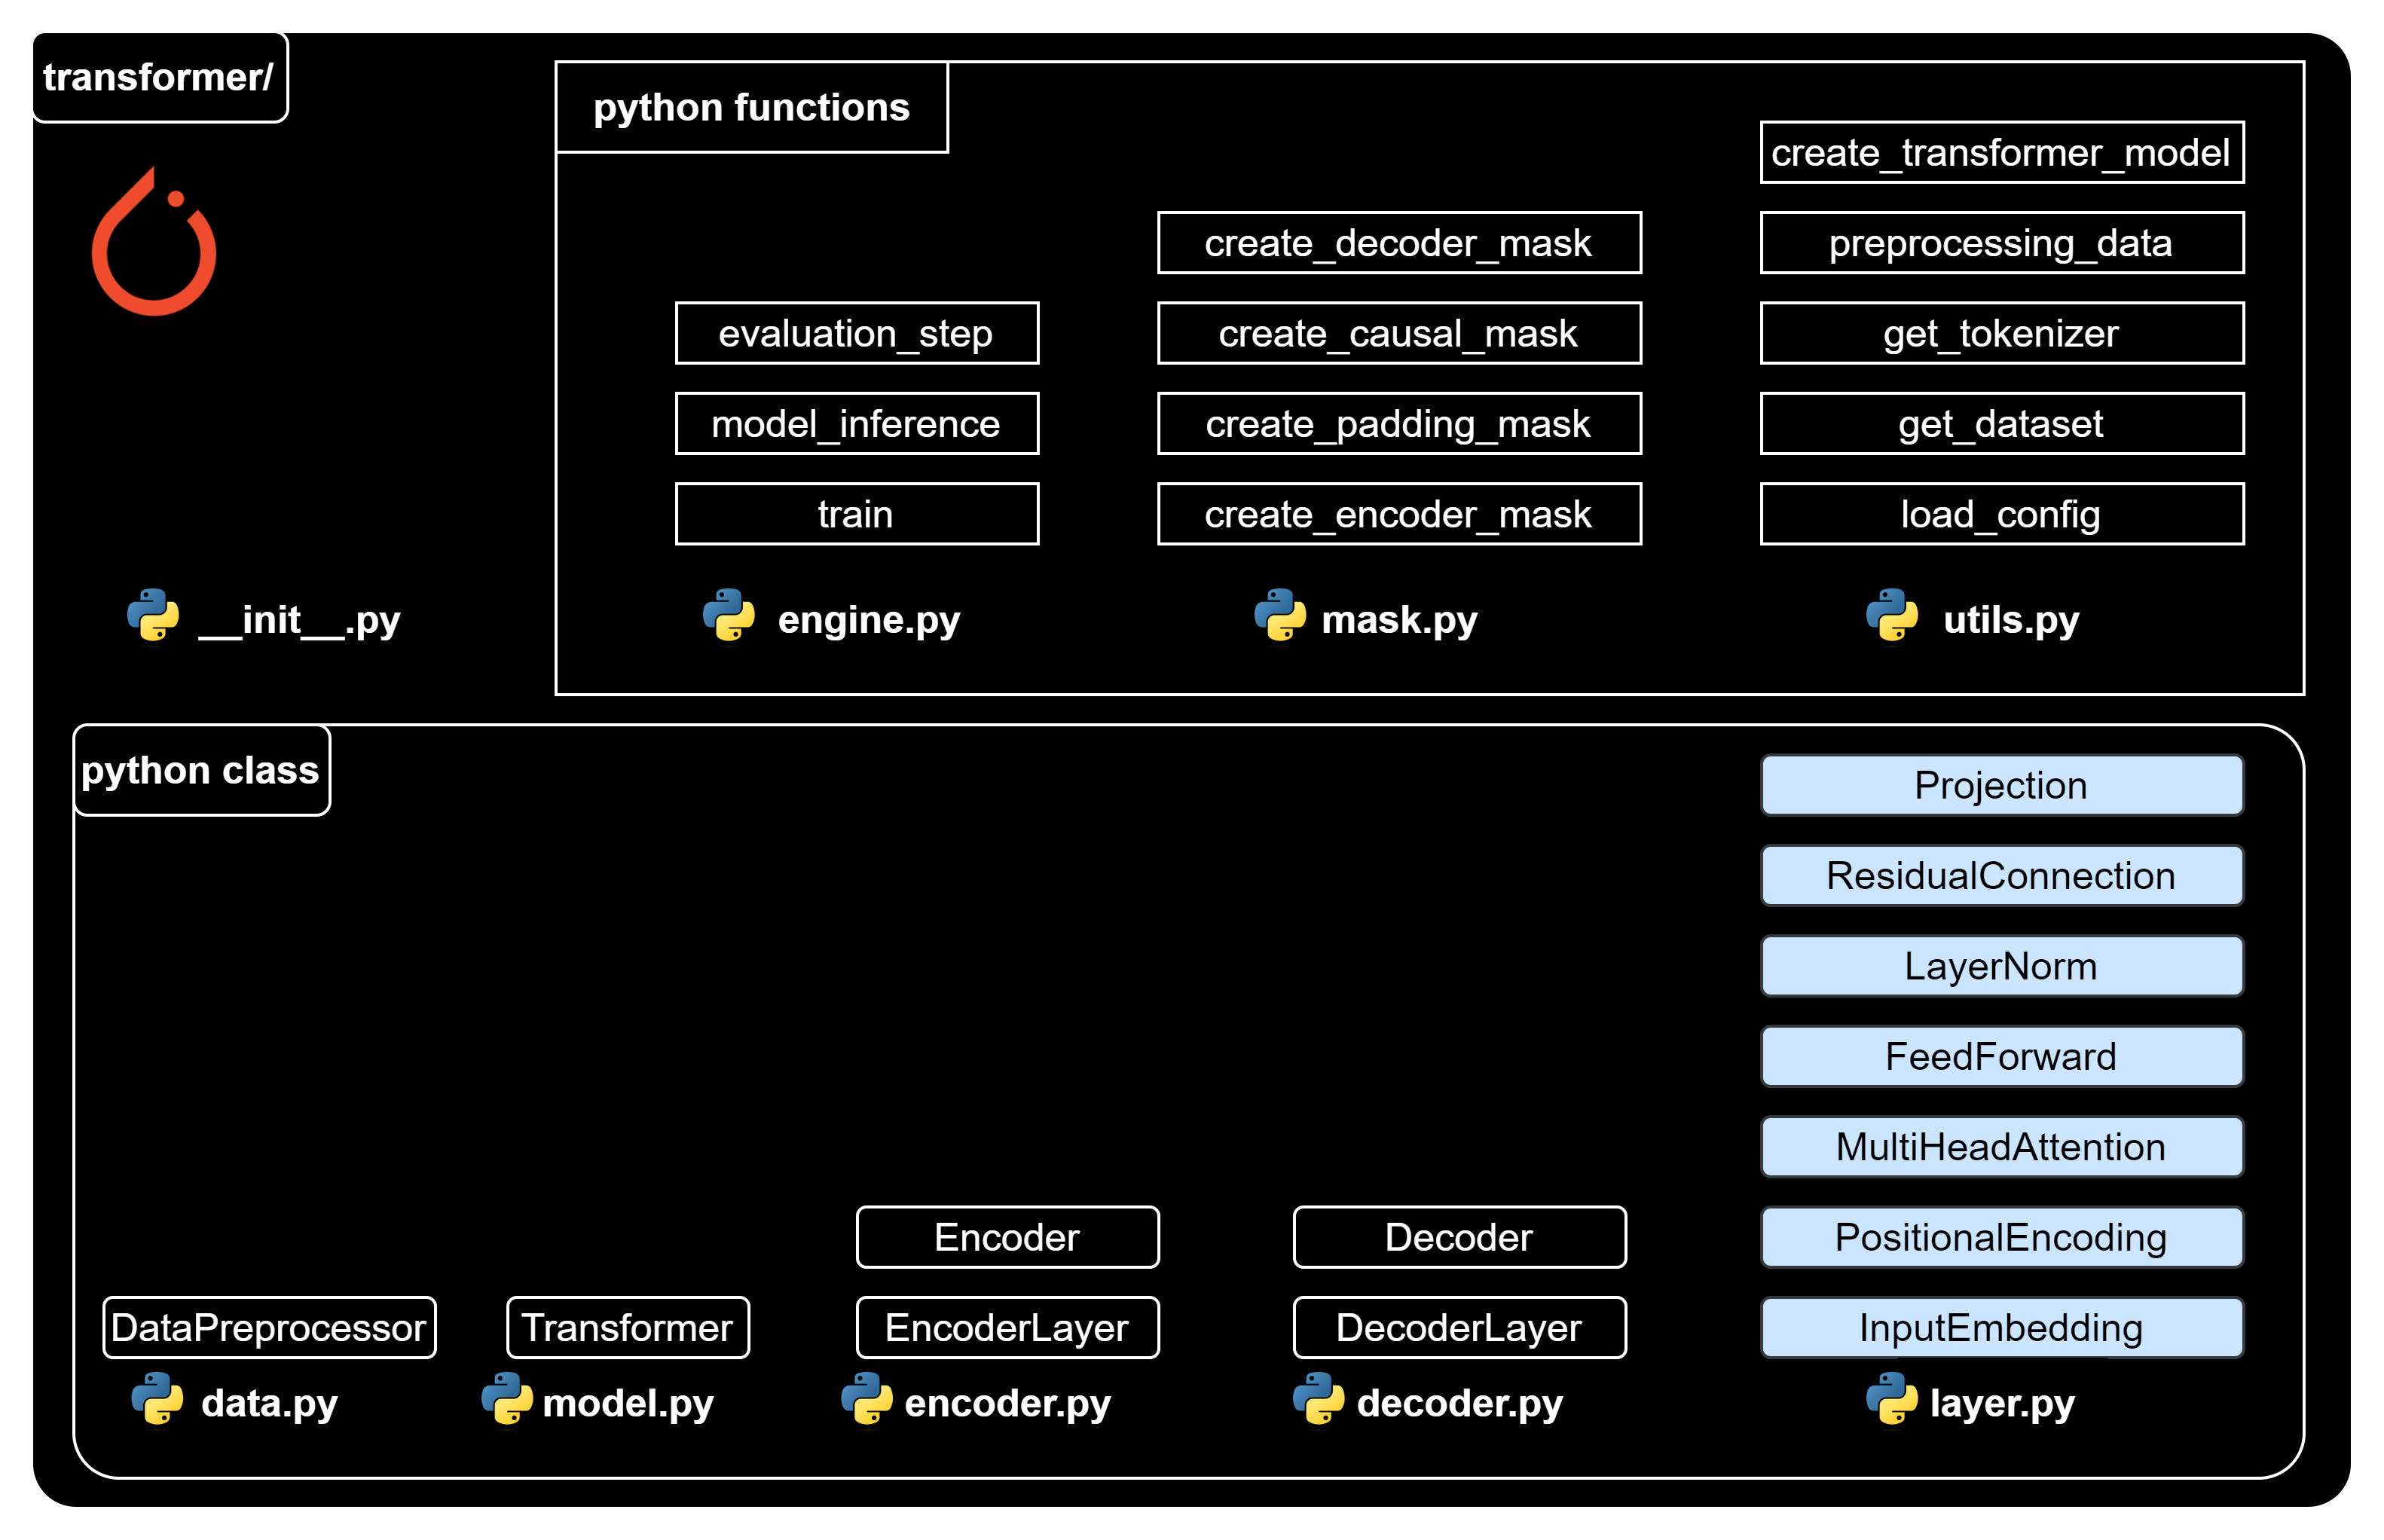 transformer/
python functions
create_transformer_model
create_decoder_mask
preprocessing_data
evaluation_step
create_causal_mask
get_tokenizer
model_inference
create_padding_mask
get_dataset
train
create_encoder_mask
load_config
__init__.py
engine.py
mask.py
utils.py
python class
Projection
ResidualConnection
LayerNorm
FeedForward
MultiHeadAttention
Encoder
Decoder
PositionalEncoding
DataPreprocessor
Transformer
EncoderLayer
DecoderLayer
InputEmbedding
data.py
model.py
encoder.py
decoder.py
layer.py